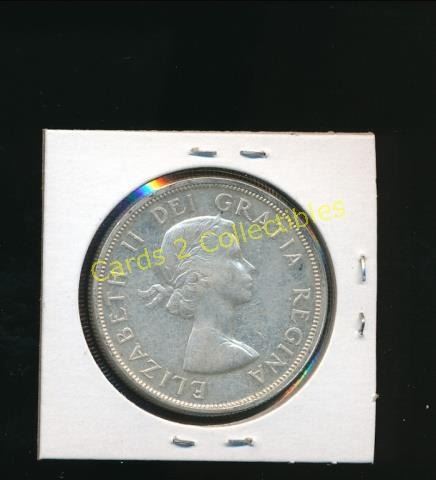 ELIZABETH II DEI GRATIA REGINA
Cards 2 Collectibles